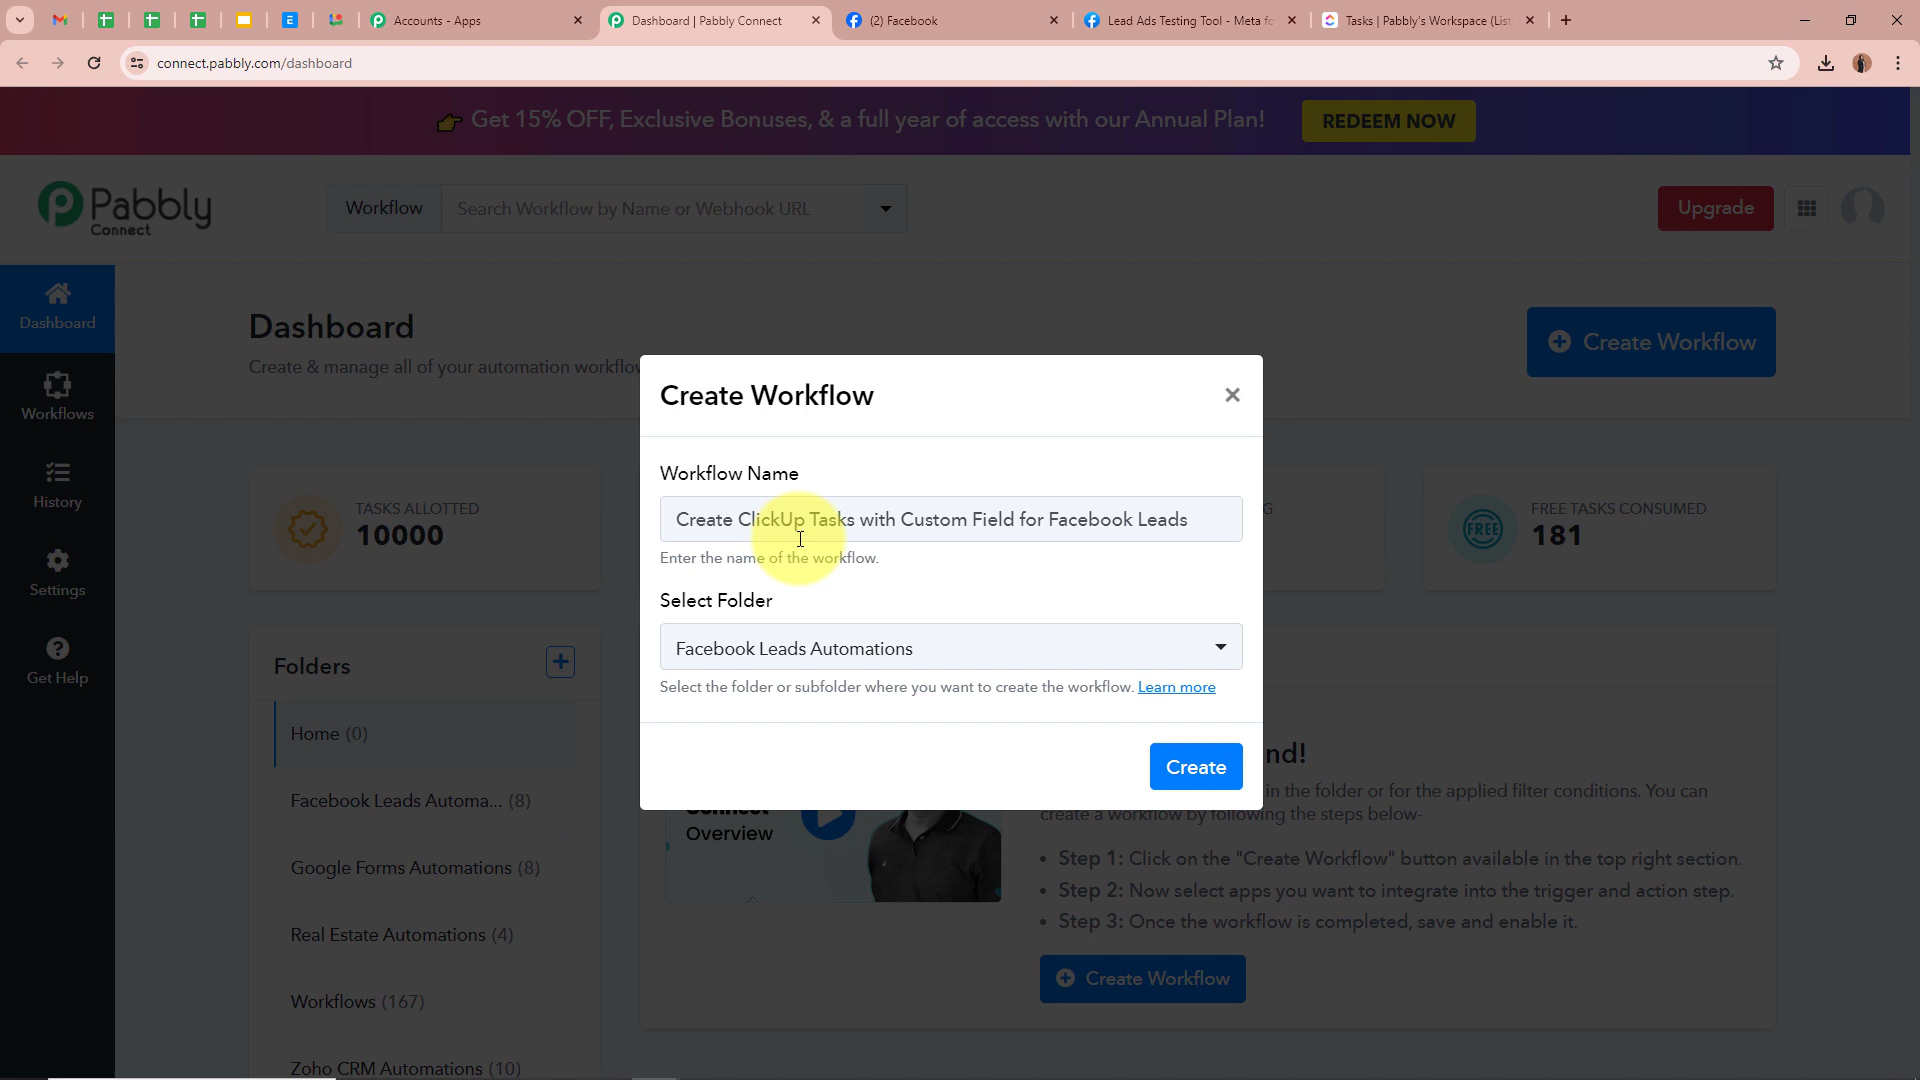 Accounts - Apps
Dashboard | Pabbly Connect
(2) Facebook
Lead Ads Testing Tool - Meta fo
Tasks | Pabbly's Workspace (List
connect.pabbly.com/dashboard
Get 15% OFF, Exclusive Bonuses, & a full year of access with our Annual Plan!
REDEEM NOW
Pabbly
Connect
Workflow
Search Workflow by Name or Webhook URL
Upgrade
Dashboard
Workflows
History
Settings
Get Help
Dashboard
Create & manage all of your automation workflow
Create Workflow
TASKS ALLOTTED
10000
G
FREE
FREE TASKS CONSUMED
181
Create Workflow
Workflow Name
Create ClickUp Tasks with Custom Field for Facebook Leads
Enter the name of the workflow.
Select Folder
Facebook Leads Automations
Select the folder or subfolder where you want to create the workflow. Learn more
Create
Folders
Home (0)
Facebook Leads Automa... (8)
Google Forms Automations (8)
Real Estate Automations (4)
Workflows (167)
Zoho CRM Automations (10)
Connect
Overview
nd!
in the folder or for the applied filter conditions. You can
create a workflow by following the steps below-
• Step 1: Click on the "Create Workflow" button available in the top right section.
• Step 2: Now select apps you want to integrate into the trigger and action step.
• Step 3: Once the workflow is completed, save and enable it.
Create Workflow